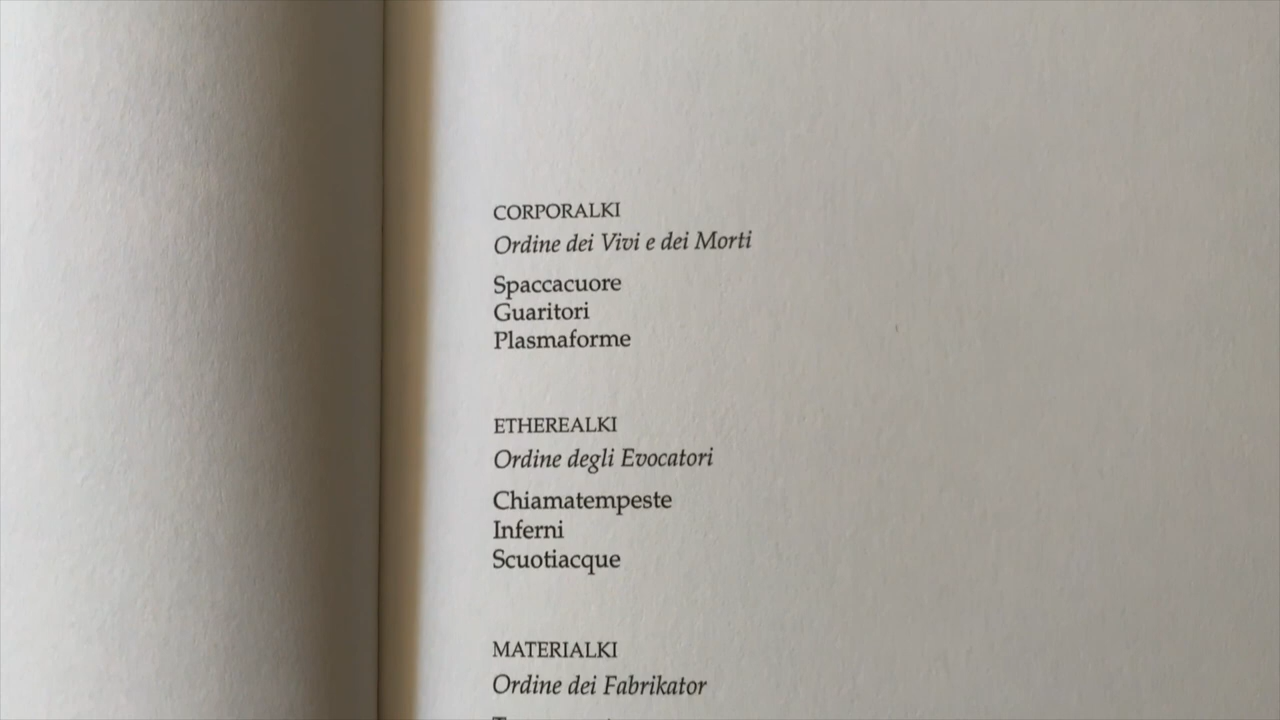 CORPORALKI
Ordine dei Vivi e dei Morti
Spaccacuore
Guaritori
Plasmaforme
ETHEREALKI
Ordine degli Evocatori
Chiamatempeste
Inferni
Scuotiacque
MATERIALKI
Ordine dei Fabrikator